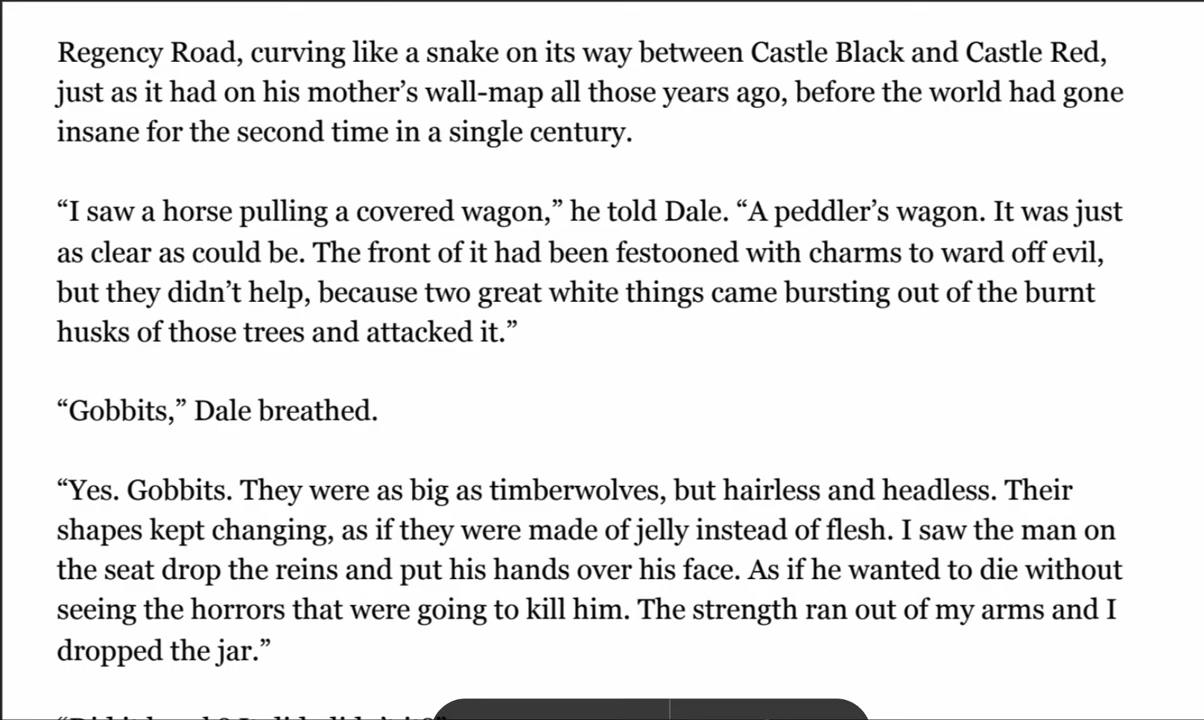 Regency Road, curving like a snake on its way between Castle Black and Castle Red,
just as it had on his mother’s wall-map all those years ago, before the world had gone
insane for the second time in a single century.
“I saw a horse pulling a covered wagon,” he told Dale. “A peddler’s wagon. It was just
as clear as could be. The front of it had been festooned with charms to ward off evil,
but they didn’t help, because two great white things came bursting out of the burnt
husks of those trees and attacked it.”
“Gobbits,” Dale breathed.
“Yes. Gobbits. They were as big as timberwolves, but hairless and headless. Their
shapes kept changing, as if they were made of jelly instead of flesh. I saw the man on
the seat drop the reins and put his hands over his face. As if he wanted to die without
seeing the horrors that were going to kill him. The strength ran out of my arms and I
dropped the jar.”